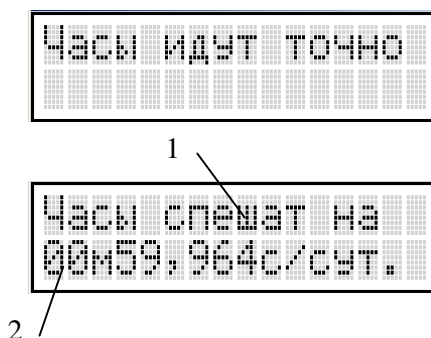 Часы идут точно
1
Часы спешат на
00м59,964с/сут.
2